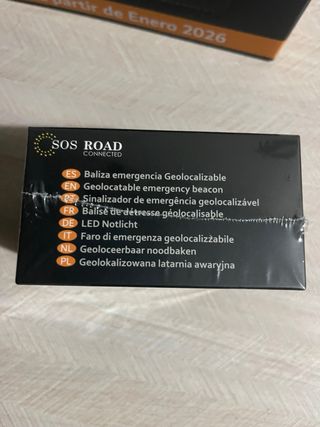 partir de Enero 2026
SOS ROAD
CONNECTED
ES Baliza emergencia Geolocalizable
EN Geolocatable emergency beacon
PT Sinalizador de emergência geolocalizável
FR Balise de détresse géolocalisable
DE LED Notlicht
IT Faro di emergenza geolocalizzabile
NL Geoloceerbaar noodbaken
PL Geolokalizowana latarnia awaryjna